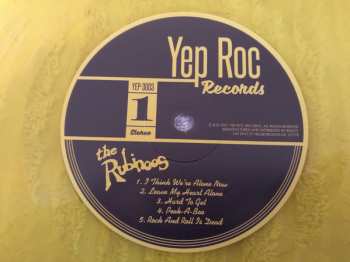 Yep Roc
Records
YEP-3003
1
Stereo
the
Rubinoos
1. I Think We're Alone Now
2. Leave My Heart Alone
3. Hard To Get
4. Peek-A-Boo
5. Rock And Roll Is Dead